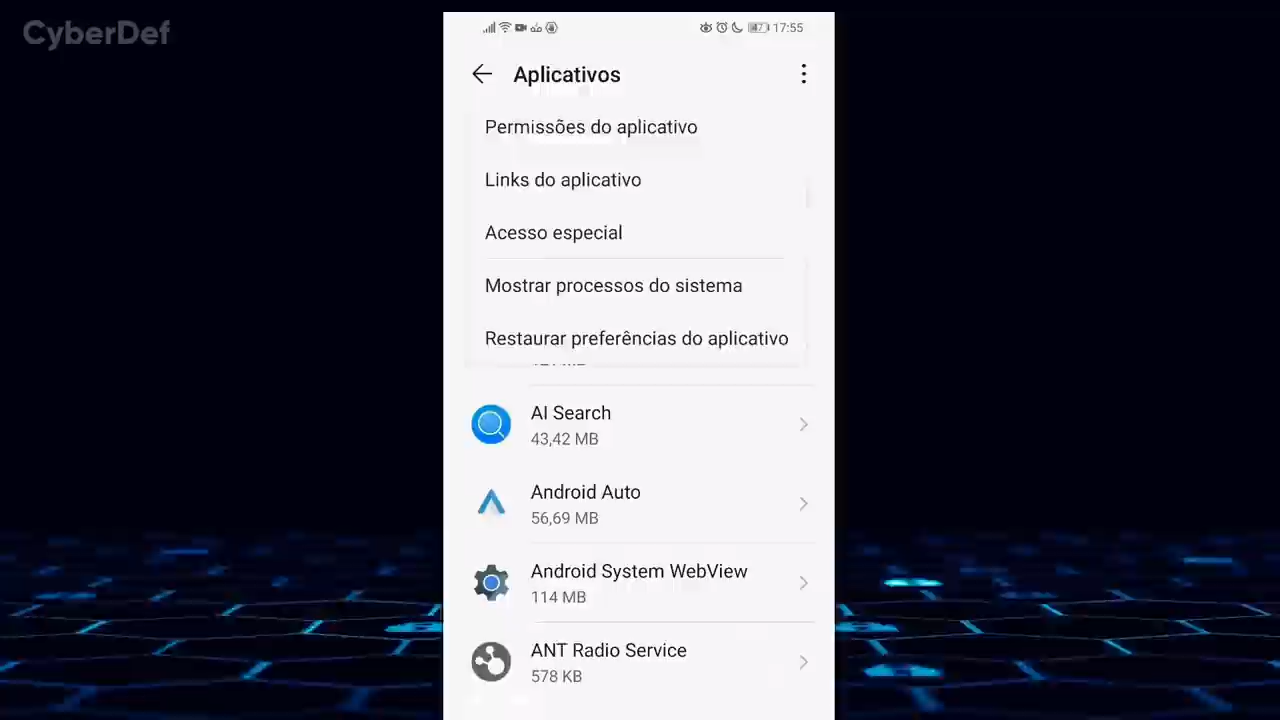 CyberDef
47 17:55
Aplicativos
Permissões do aplicativo
Links do aplicativo
Acesso especial
Mostrar processos do sistema
Restaurar preferências do aplicativo
AI Search
43,42 MB
Android Auto
56,69 MB
Android System WebView
114 MB
ANT Radio Service
578 KB